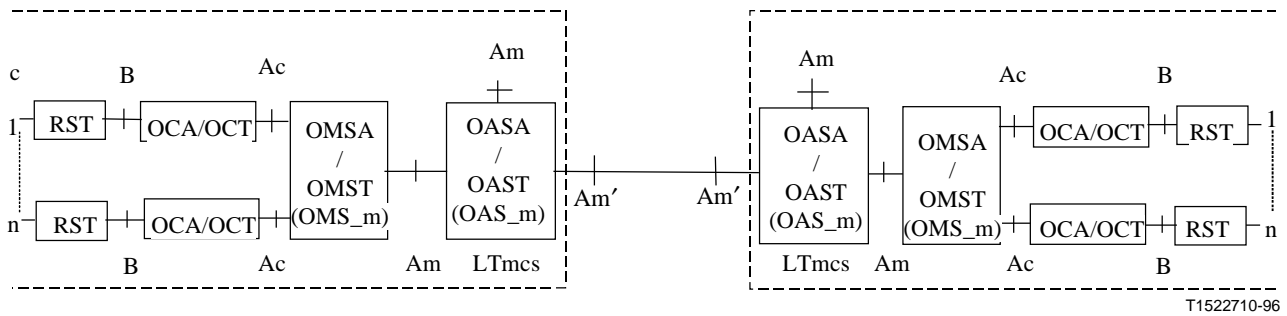 Am
Am
c
B
Ac
Ac
B
1
RST
OCA/OCT
OMSA
/
OMST
(OMS_m)
OASA
/
OAST
(OAS_m)
OASA
/
OAST
(OAS_m)
OMSA
/
OMST
(OMS_m)
OCA/OCT
RST
1
Am′
Am′
n
RST
OCA/OCT
OCA/OCT
RST
n
B
Ac
Am
LTmcs
LTmcs
Am
Ac
B
T1522710-96